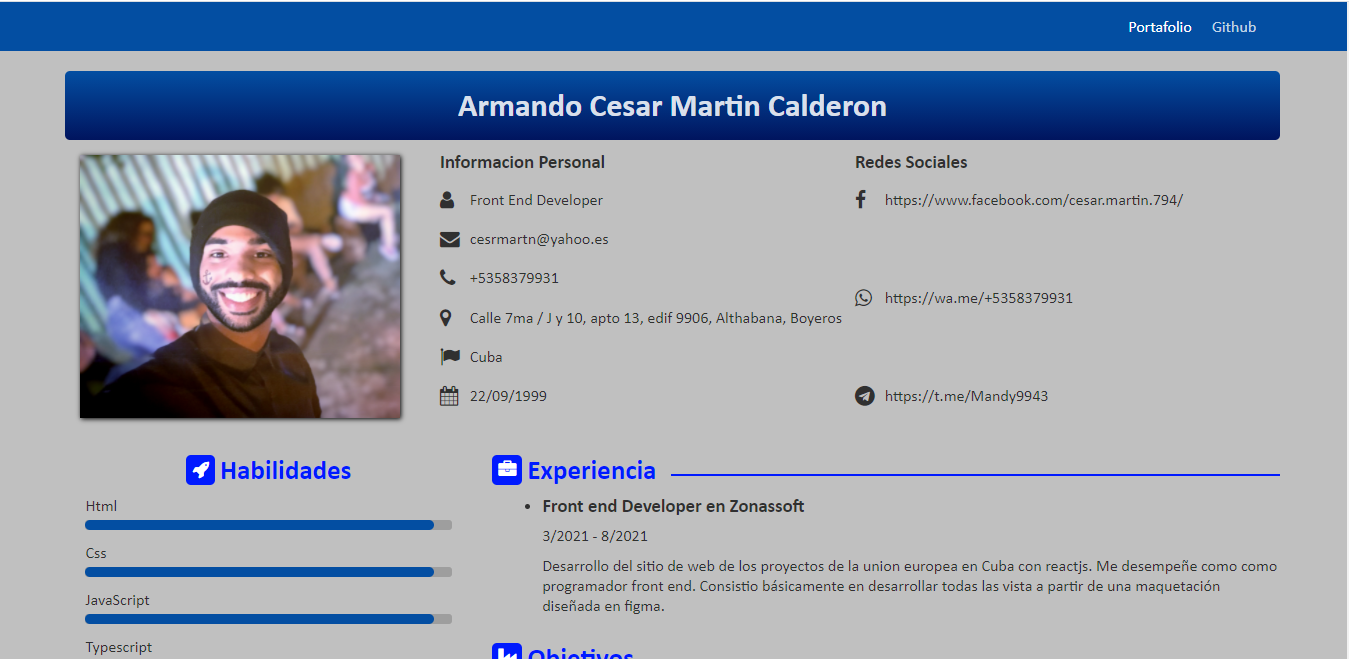 Portafolio Github
Armando Cesar Martin Calderon
Informacion Personal
Front End Developer
cesrmartn@yahoo.es
+5358379931
Calle 7ma / J y 10, apto 13, edif 9906, Althabana, Boyeros
Cuba
22/09/1999
Redes Sociales
https://www.facebook.com/cesar.martin.794/
https://wa.me/+5358379931
https://t.me/Mandy9943
Habilidades
Html
Css
JavaScript
Typescript
Experiencia
Front end Developer en Zonassoft
3/2021 - 8/2021
Desarrollo del sitio de web de los proyectos de la union europea en Cuba con reactjs. Me desempeñe como como
programador front end. Consistio básicamente en desarrollar todas las vista a partir de una maquetación
diseñada en figma.
Objetivos